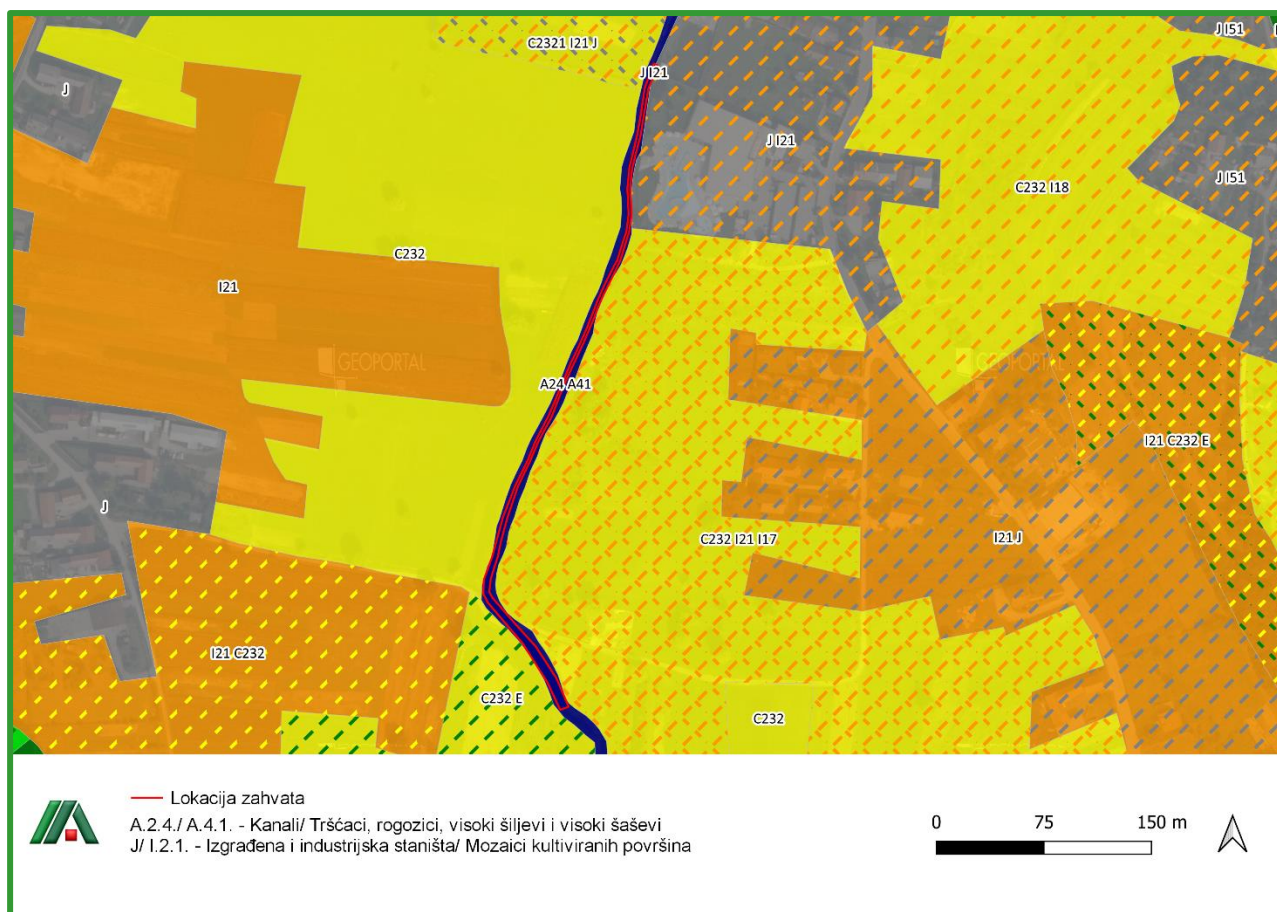 C2321 I21 J
J I51
J I21
J
J I21
J I51
C232 I18
C232
I21
GEOPORTAL
GEOPORTAL
A24 A41
I21 C232 E
J
C232 I21 I17
I21 J
I21 C232
C232 E
C232
Lokacija zahvata
A.2.4./ A.4.1. - Kanali/ Tršćaci, rogozici, visoki šiljevi i visoki šaševi
J/ I.2.1. - Izgrađena i industrijska staništa/ Mozaici kultiviranih površina
0 75 150 m